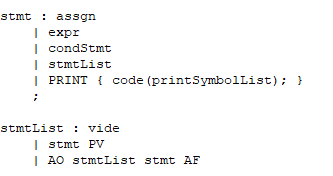 stmt : assgn
| expr
| condStmt
| stmtList
| PRINT { code(printSymbolList); }
;
stmtList : vide
| stmt PV
| AO stmtList stmt AF